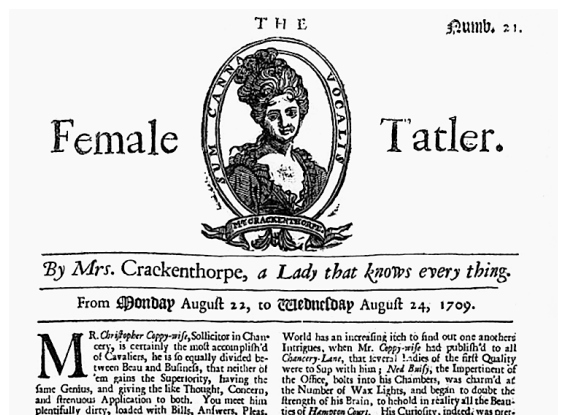 THE
Numb. 21.
Female
SUM CANNA VOCALIS
Tatler.
Mrs CRACKENTHORPE.
By Mrs. Crackenthorpe, a Lady that knows every thing.
From Monday August 22, to Wednesday August 24, 1709.
MR. Christopher Cappy-wife, Sollicitor in Chan-
cery, is certainly the most accomplish'd
of Cavaliers, he is so equally divided be-
tween Beau and Business, that neither of
'em gains the Superiority, having the
same Genius, and giving the like Thought, Concern,
and strenuous Application to both. You meet him
plentifully dirty, loaded with Bills, Answers, Pleas,
World has an increasing itch to find out one anothers
Intrigues, when Mr. Cappy-wife had publish'd to all
Chancery-Lane, that several Ladies of the first Quality
were to Sup with him; Ned Busify, the Impertinent of
the Office, bolts into his Chambers, was charm'd at
the Number of Wax Lights, and began to doubt the
strength of his Brain, to behold in reality all the Beau-
ties of Hampton Court. His Curiosity, indeed, was